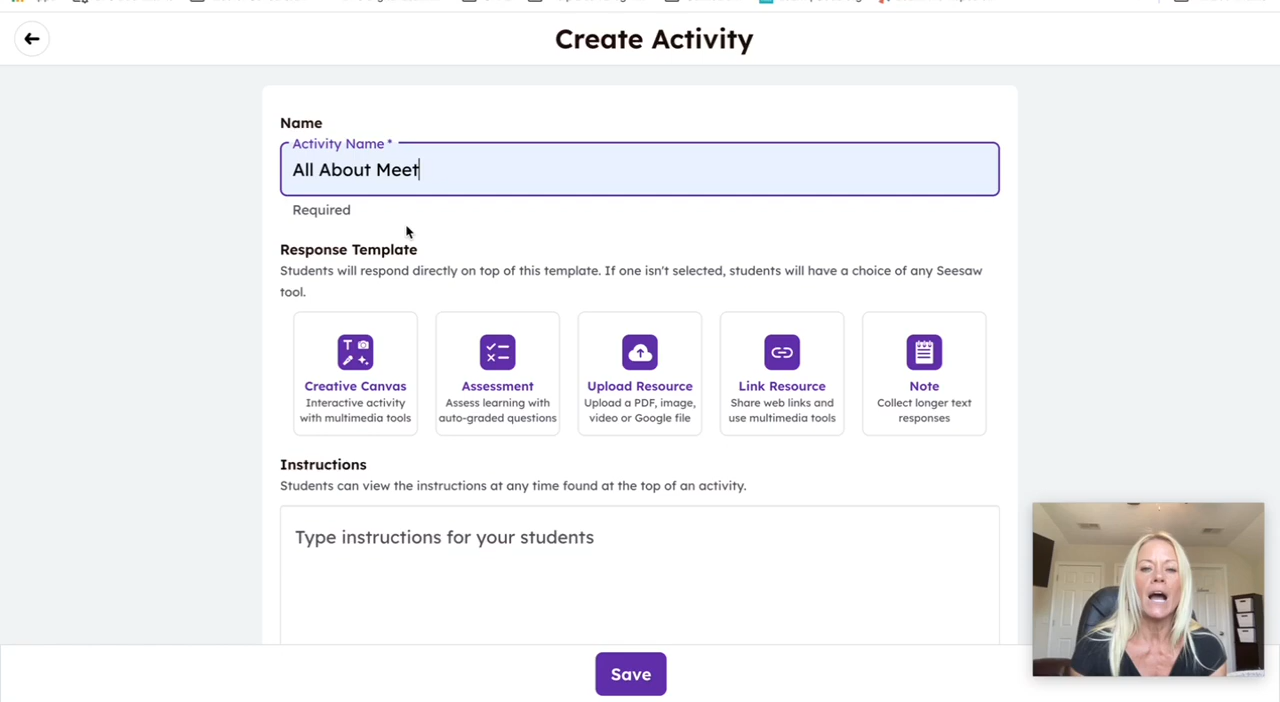 Create Activity
Name
Activity Name *
All About Meet
Required
Response Template
Students will respond directly on top of this template. If one isn't selected, students will have a choice of any Seesaw
tool.
Creative Canvas
Interactive activity
with multimedia tools
Assessment
Assess learning with
auto-graded questions
Upload Resource
Upload a PDF, image,
video or Google file
Link Resource
Share web links and
use multimedia tools
Note
Collect longer text
responses
Instructions
Students can view the instructions at any time found at the top of an activity.
Type instructions for your students
Save